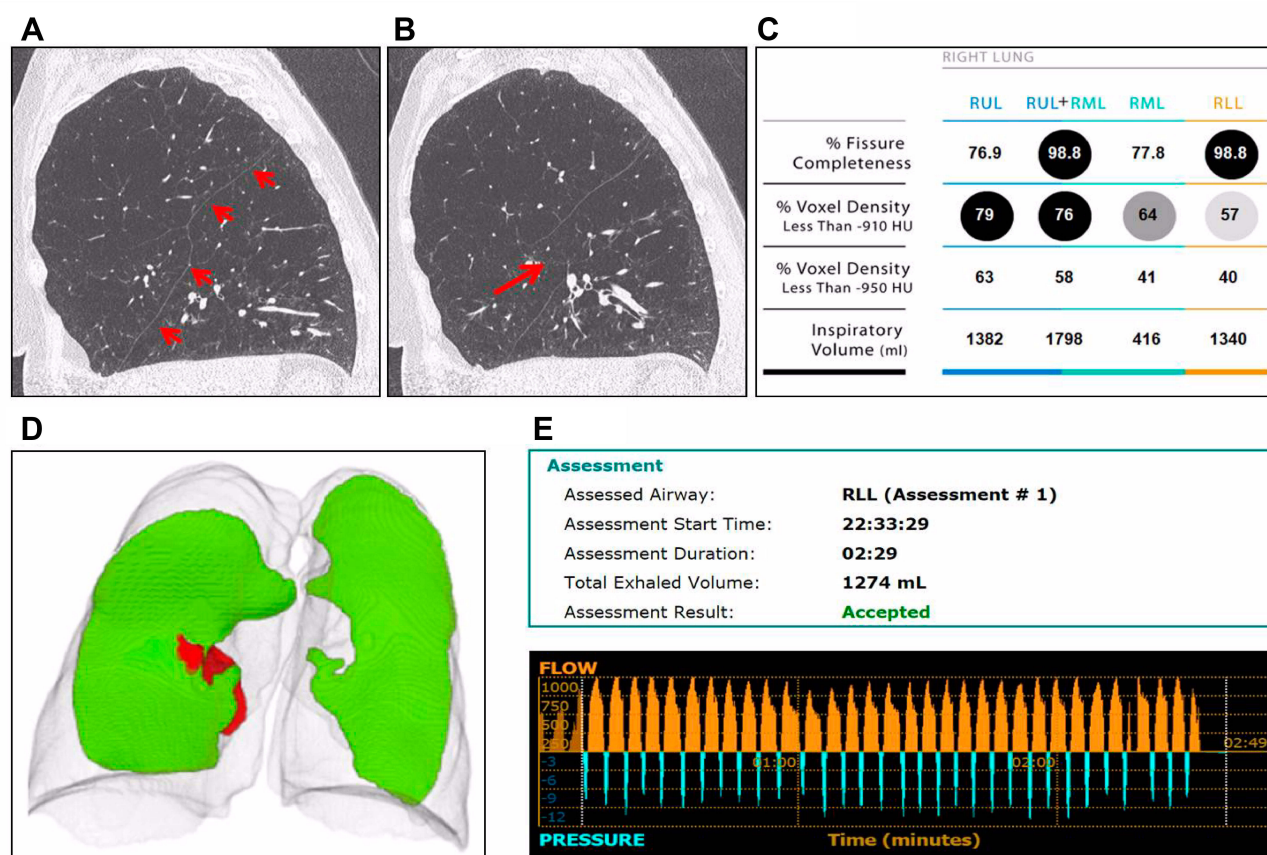 A
B
C
RIGHT LUNG
RUL RUL+RML RML RLL
% Fissure
Completeness
76.9 98.8 77.8 98.8
% Voxel Density
Less Than -910 HU
79 76 64 57
% Voxel Density
Less Than -950 HU
63 58 41 40
Inspiratory
Volume (ml)
1382 1798 416 1340
D
E
Assessment
Assessed Airway: RLL (Assessment # 1)
Assessment Start Time: 22:33:29
Assessment Duration: 02:29
Total Exhaled Volume: 1274 mL
Assessment Result: Accepted
FLOW
1000
750
500
250
02:49
01:00 02:00
-3
-6
-9
-12
PRESSURE Time (minutes)